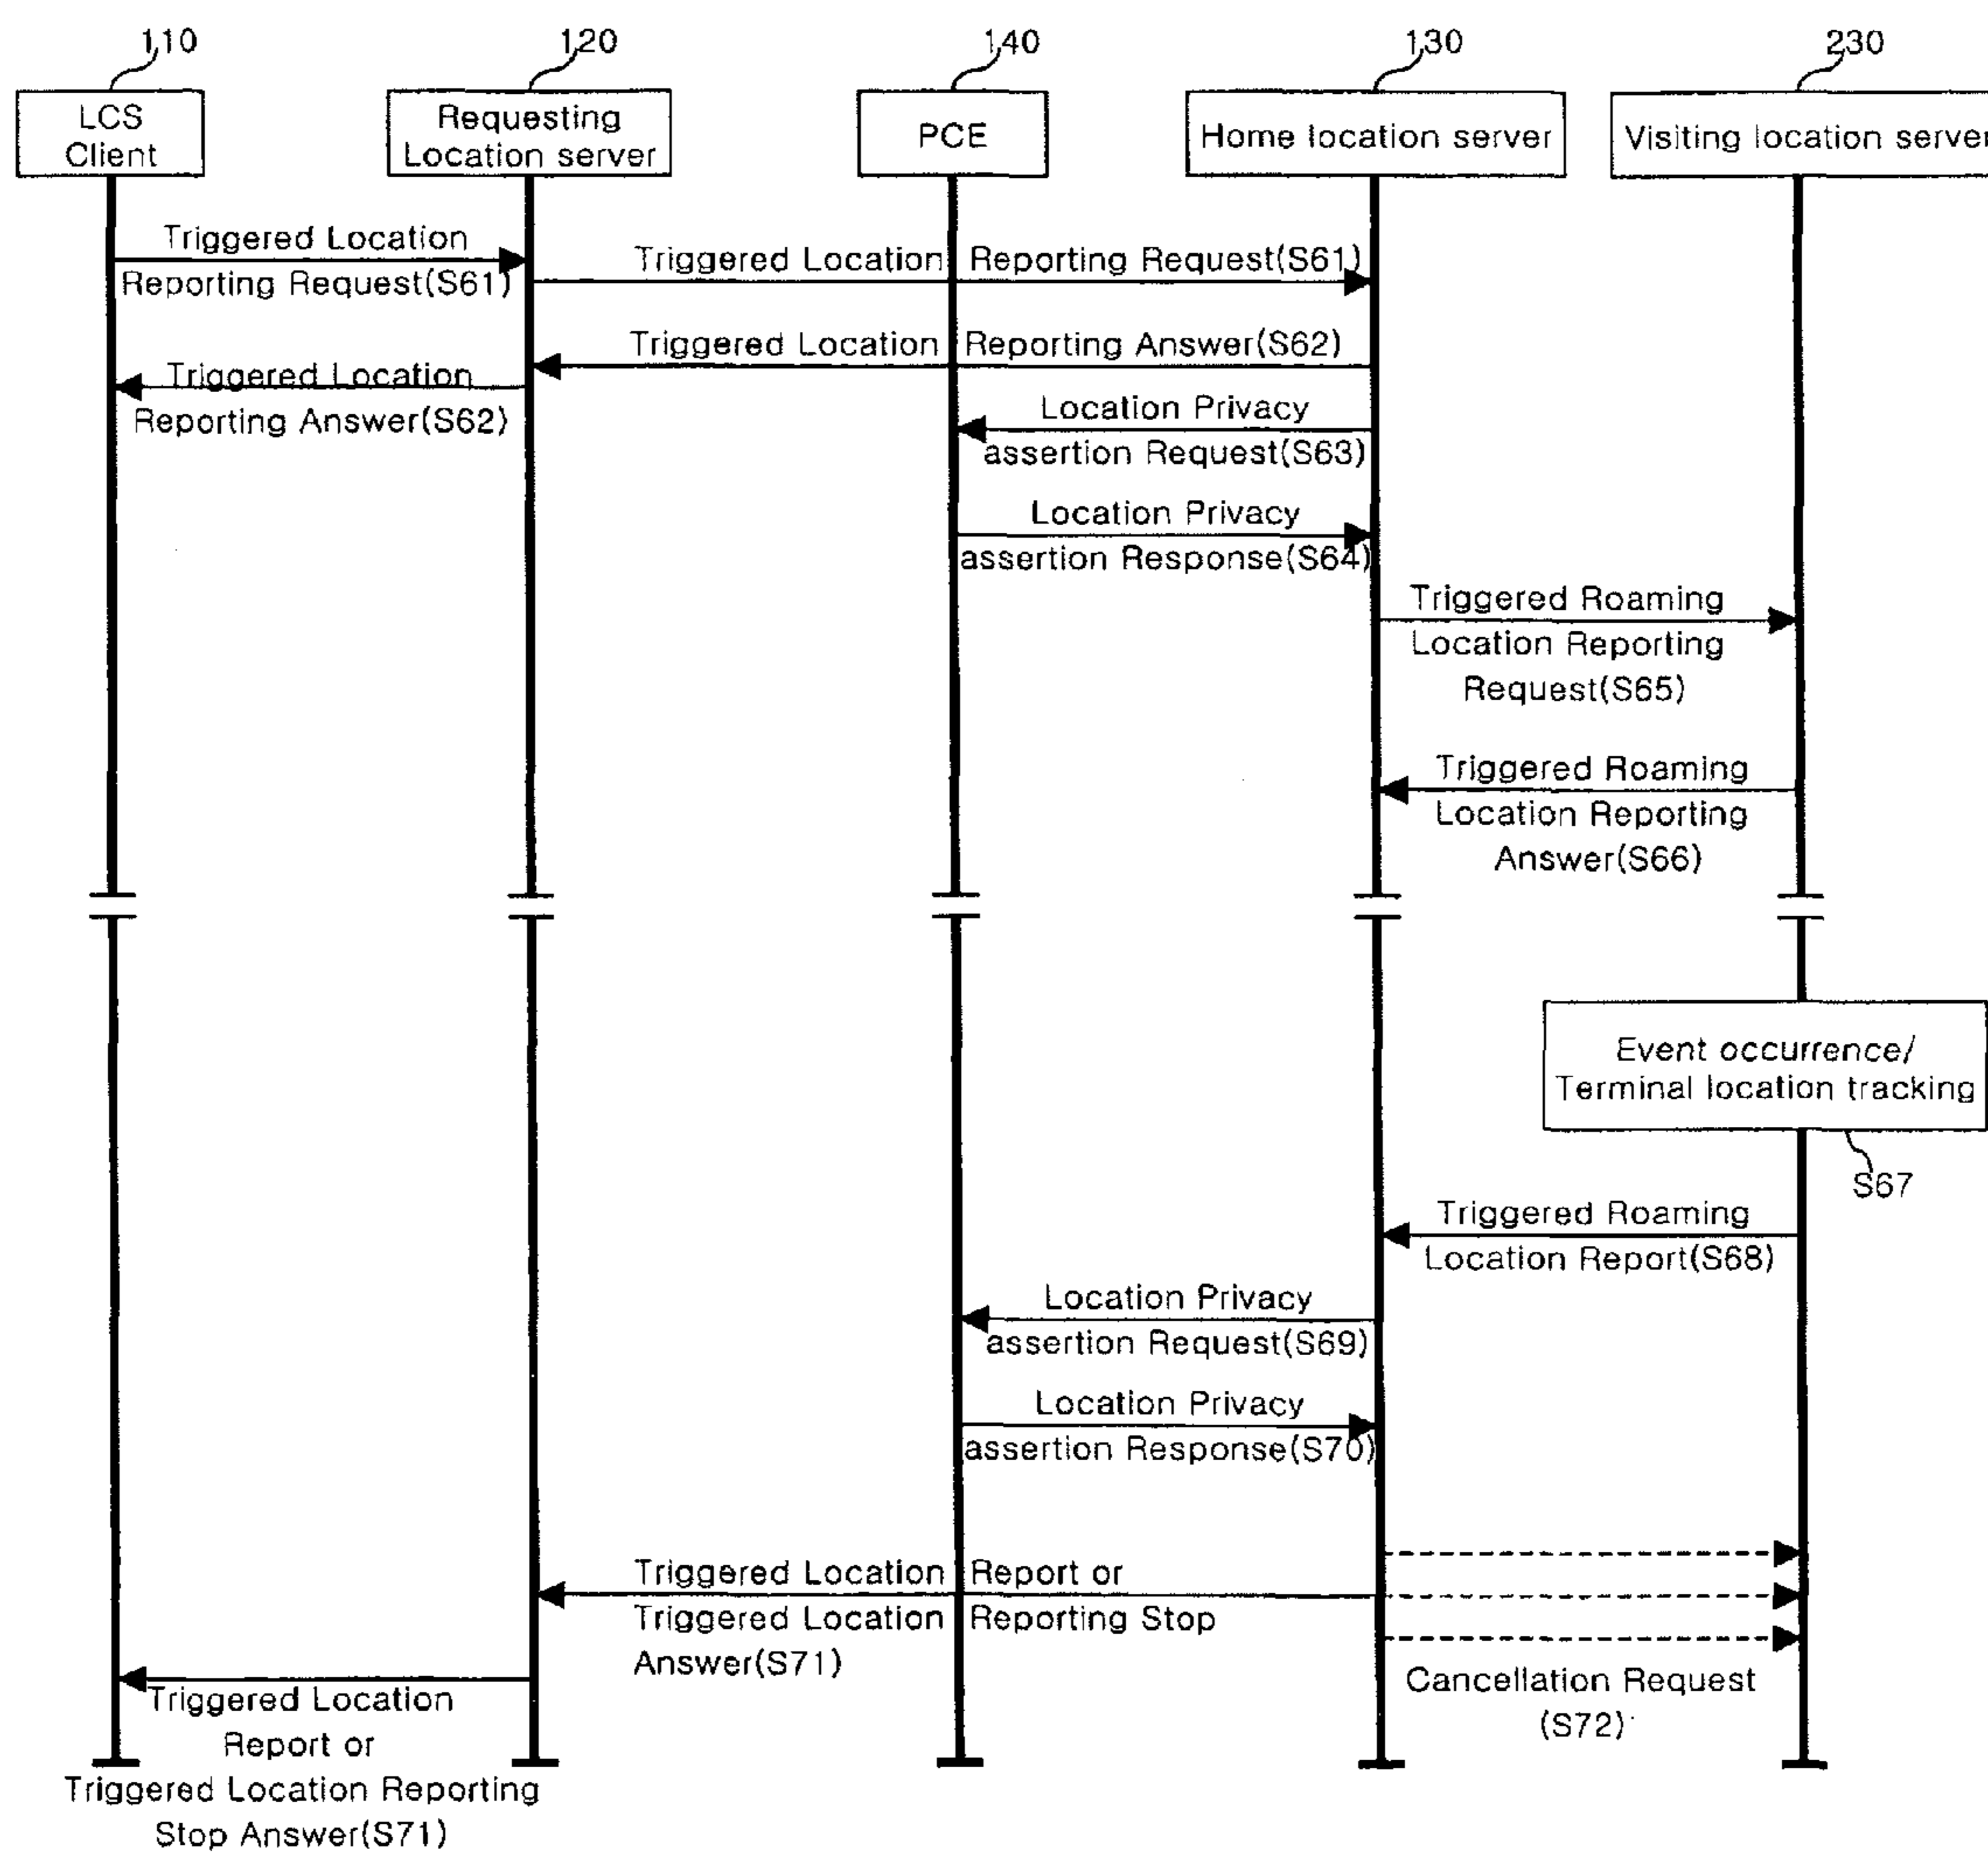 110
120
140
130
230
LCS
Client
Requesting
Location server
PCE
Home location server
Visiting location server
Triggered Location
Reporting Request(S61)
Triggered Location Reporting Request(S61)
Triggered Location Reporting Answer(S62)
Triggered Location
Reporting Answer(S62)
Location Privacy
assertion Request(S63)
Location Privacy
assertion Response(S64)
Triggered Roaming
Location Reporting
Request(S65)
Triggered Roaming
Location Reporting
Answer(S66)
Event occurrence/
Terminal location tracking
S67
Triggered Roaming
Location Report(S68)
Location Privacy
assertion Request(S69)
Location Privacy
assertion Response(S70)
Triggered Location Report or
Triggered Location Reporting Stop
Answer(S71)
Cancellation Request
(S72)
Triggered Location
Report or
Triggered Location Reporting
Stop Answer(S71)